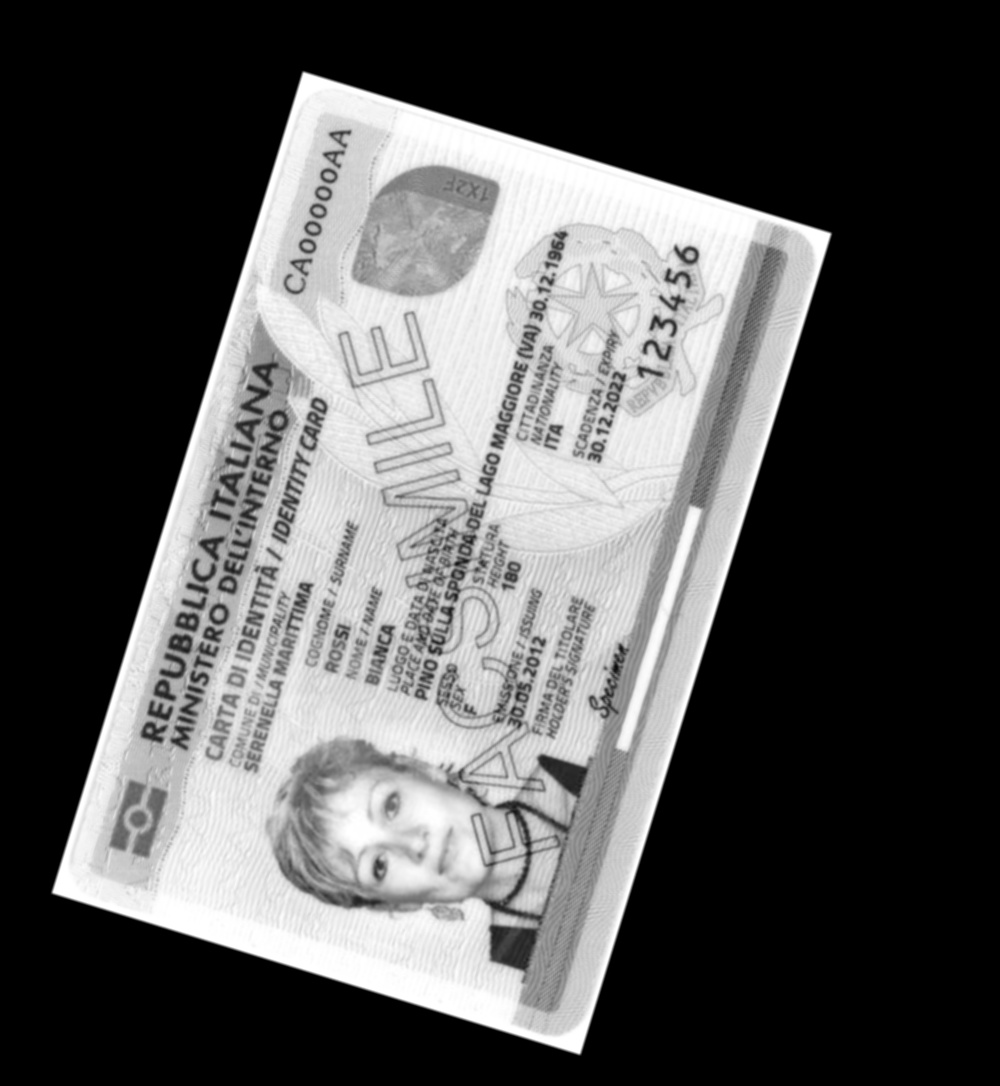 CA00000AA
REPUBBLICA ITALIANA
MINISTERO DELL'INTERNO
CARTA DI IDENTITÀ / IDENTITY CARD
COMUNE DI / MUNICIPALITY
SERENELLA MARITTIMA
COGNOME / SURNAME
ROSSI
NOME / NAME
BIANCA
LUOGO E DATA DI NASCITA
PLACE AND DATE OF BIRTH
PINO SULLA SPONDA DEL LAGO MAGGIORE (VA) 30.12.1964
SESSO STATURA CITTADINANZA
SEX HEIGHT NATIONALITY
F 180 ITA
EMISSIONE / ISSUING SCADENZA / EXPIRY
30.05.2012 30.12.2022
FIRMA DEL TITOLARE
HOLDER'S SIGNATURE
Specimen
123456
FAC SIMILE
1X2F